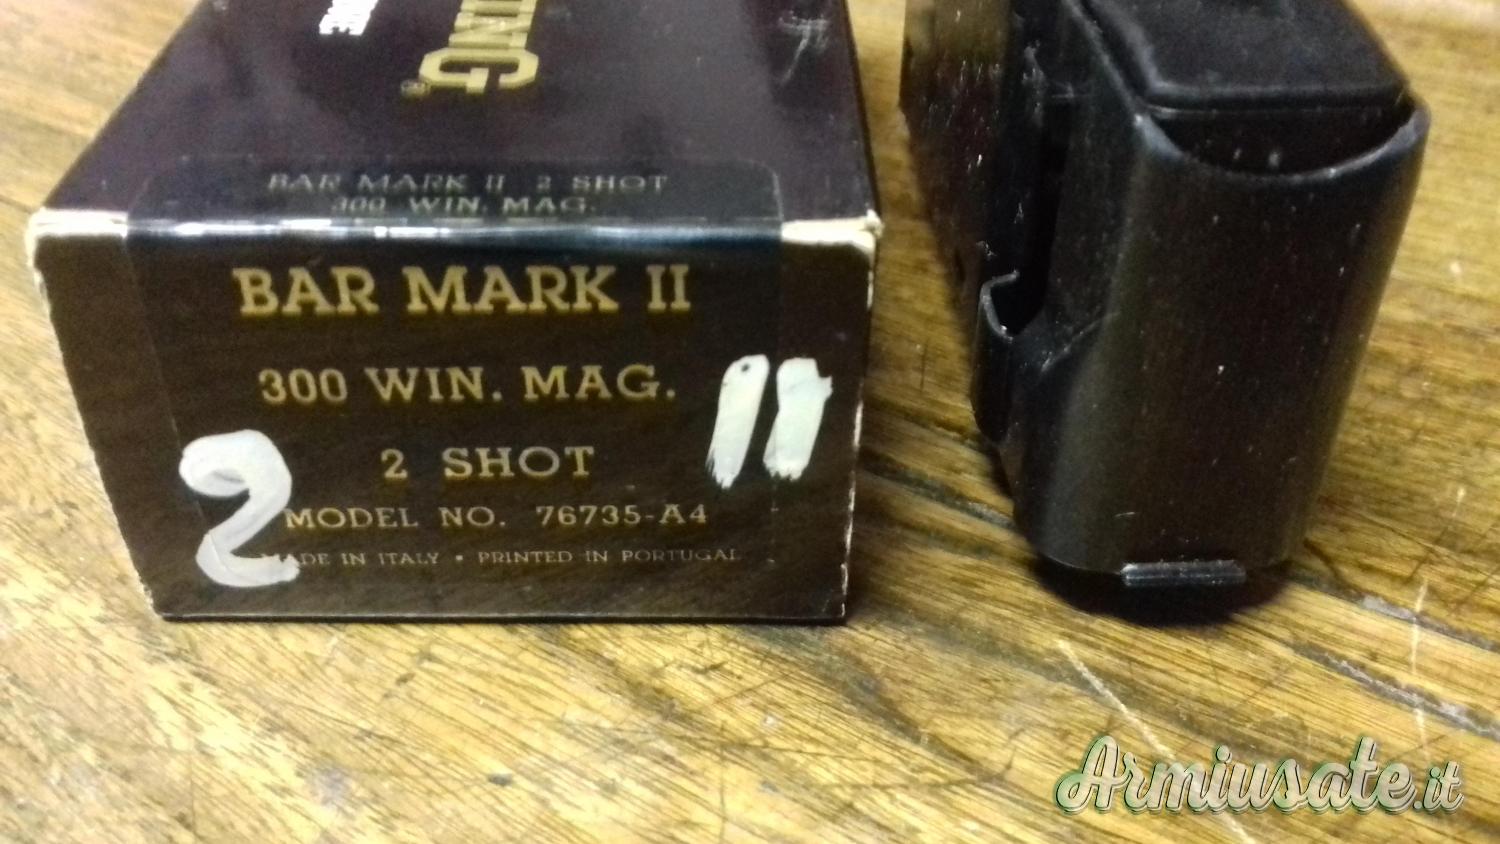 BAR MARK II 2 SHOT
300 WIN. MAG.
BAR MARK II
300 WIN. MAG.
11
2 SHOT
2
MODEL NO. 76735-A4
MADE IN ITALY • PRINTED IN PORTUGAL
Armiusate.it